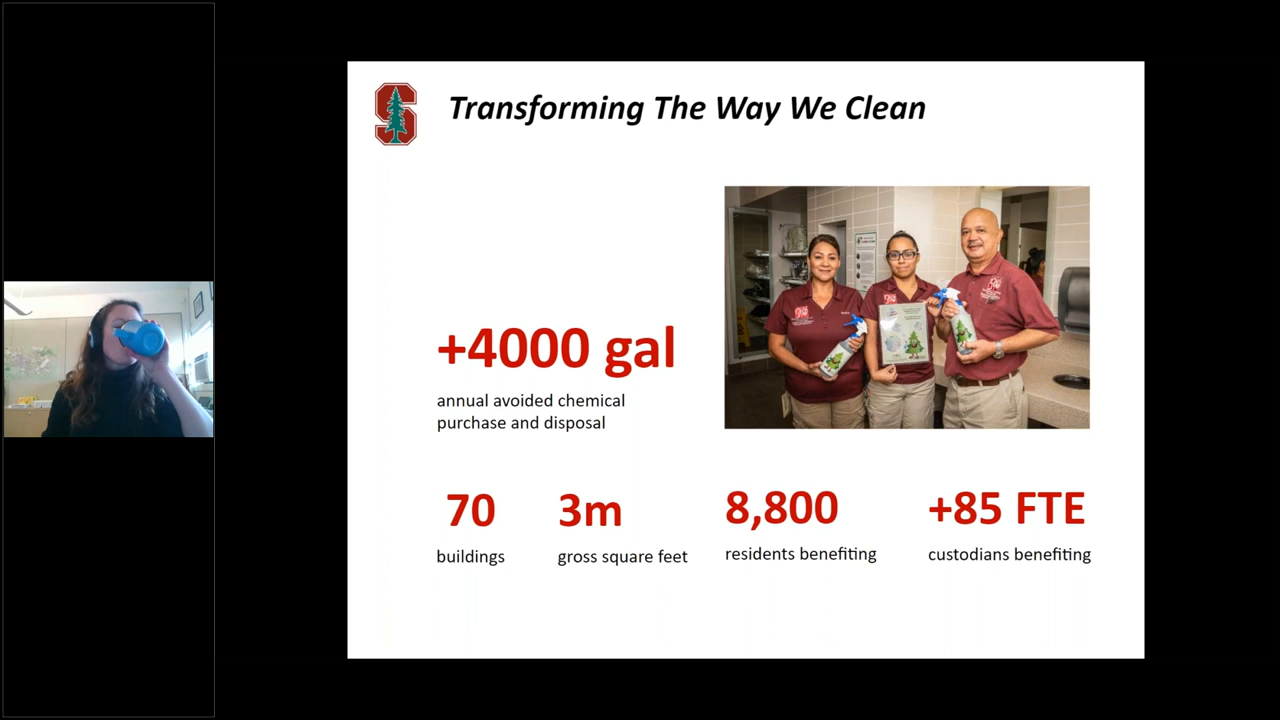 Transforming The Way We Clean
+4000 gal
annual avoided chemical
purchase and disposal
70
buildings
3m
gross square feet
8,800
residents benefiting
+85 FTE
custodians benefiting